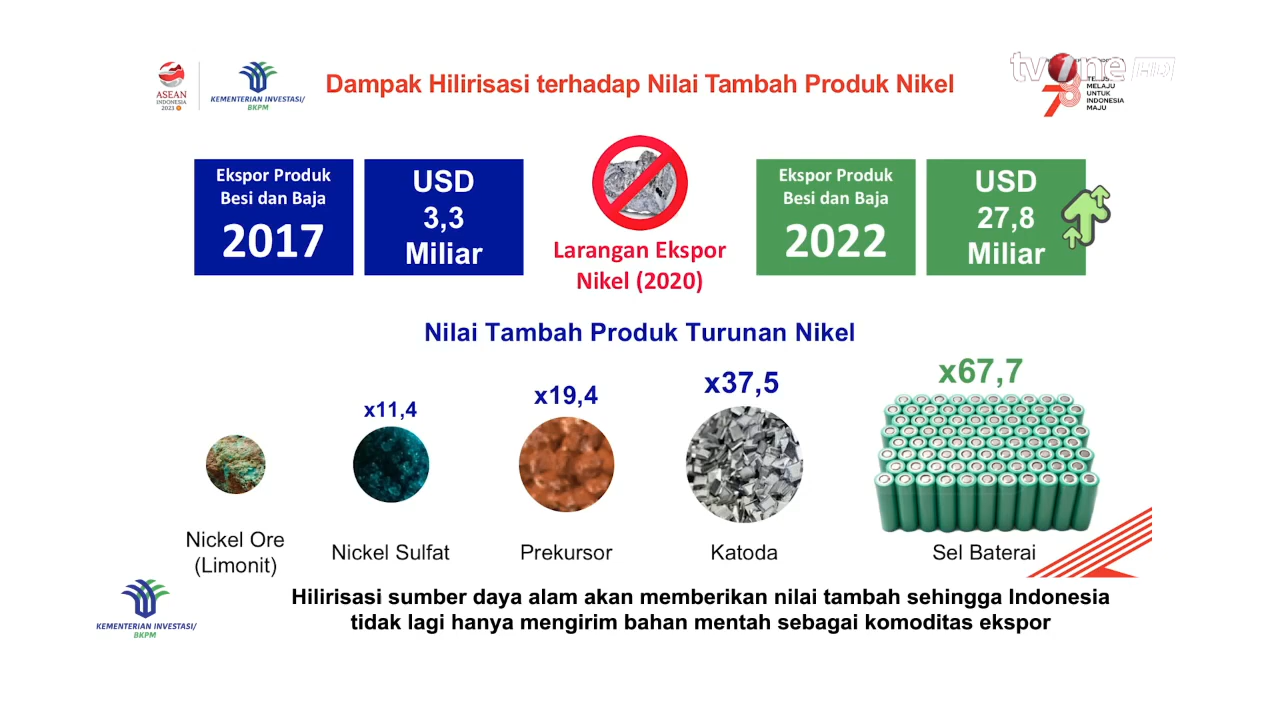 ASEAN
INDONESIA
2023
KEMENTERIAN INVESTASI/
BKPM
Dampak Hilirisasi terhadap Nilai Tambah Produk Nikel
tvOne HD
78
MELAJU
UNTUK
INDONESIA
MAJU
Ekspor Produk
Besi dan Baja
2017
USD
3,3
Miliar
Larangan Ekspor
Nikel (2020)
Ekspor Produk
Besi dan Baja
2022
USD
27,8
Miliar
Nilai Tambah Produk Turunan Nikel
x11,4
x19,4
x37,5
x67,7
Nickel Ore
(Limonit)
Nickel Sulfat
Prekursor
Katoda
Sel Baterai
KEMENTERIAN INVESTASI/
BKPM
Hilirisasi sumber daya alam akan memberikan nilai tambah sehingga Indonesia
tidak lagi hanya mengirim bahan mentah sebagai komoditas ekspor